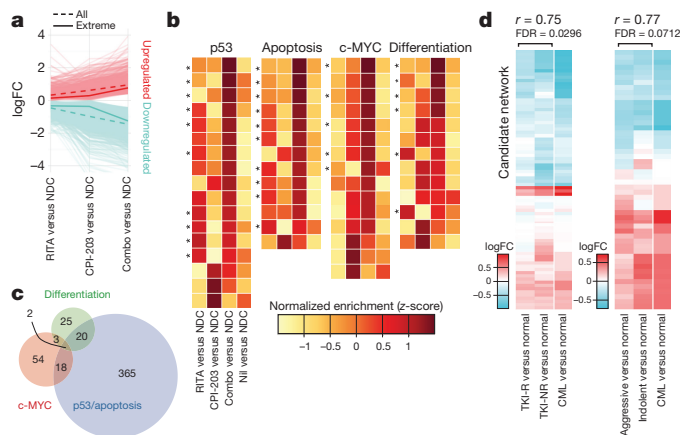 a
All
Extreme
logFC
4
2
0
−2
−4
Upregulated
Downregulated
RITA versus NDC
CPI-203 versus NDC
Combo versus NDC
b
p53
Apoptosis
c-MYC
Differentiation
* * * * * * * * * * *
* * * * * * * * *
* * * *
* * * * * *
RITA versus NDC
CPI-203 versus NDC
Combo versus NDC
Nil versus NDC
Normalized enrichment (z-score)
−1.0 0 0.5 1.0
c
Differentiation
2
25
3
20
54
18
365
c-MYC
p53/apoptosis
d
r = 0.75
FDR = 0.0296
r = 0.77
FDR = 0.0712
Candidate network
logFC
0.5
0
−0.5
logFC
0.5
0
−0.5
TKI-R versus normal
TKI-NR versus normal
CML versus normal
Aggressive versus normal
Indolent versus normal
CML versus normal